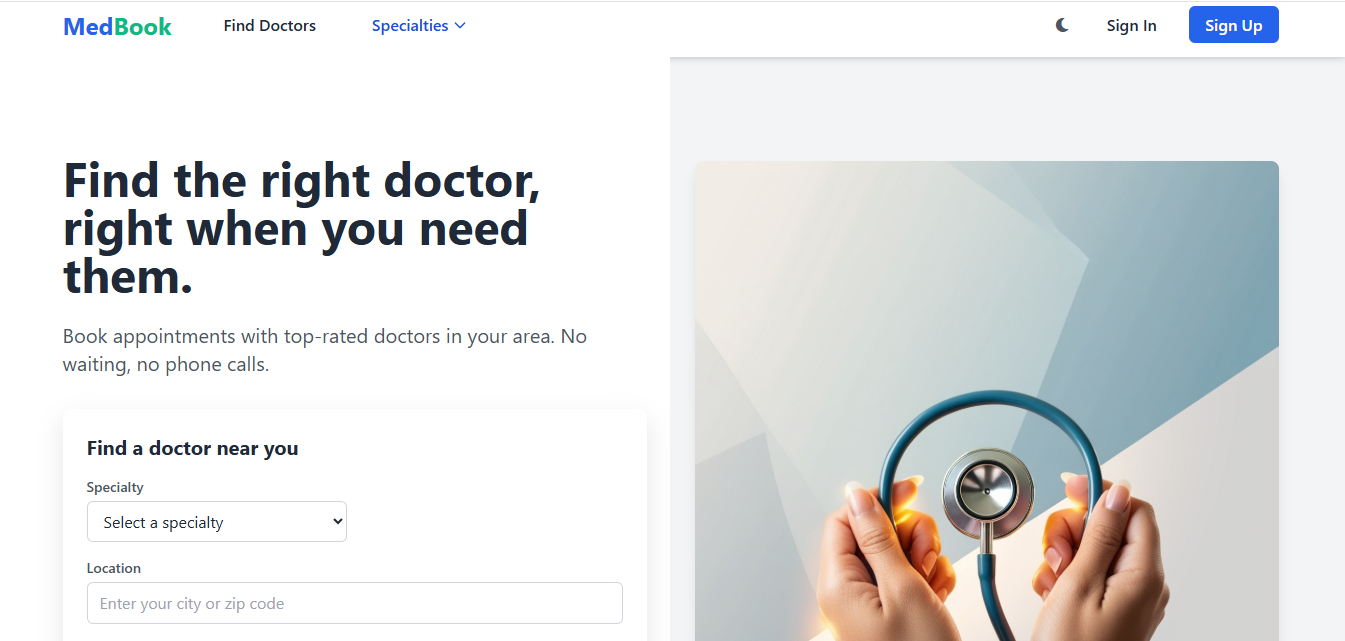 MedBook
Find Doctors
Specialties
Sign In
Sign Up
Find the right doctor,
right when you need
them.
Book appointments with top-rated doctors in your area. No
waiting, no phone calls.
Find a doctor near you
Specialty
Select a specialty
Location
Enter your city or zip code